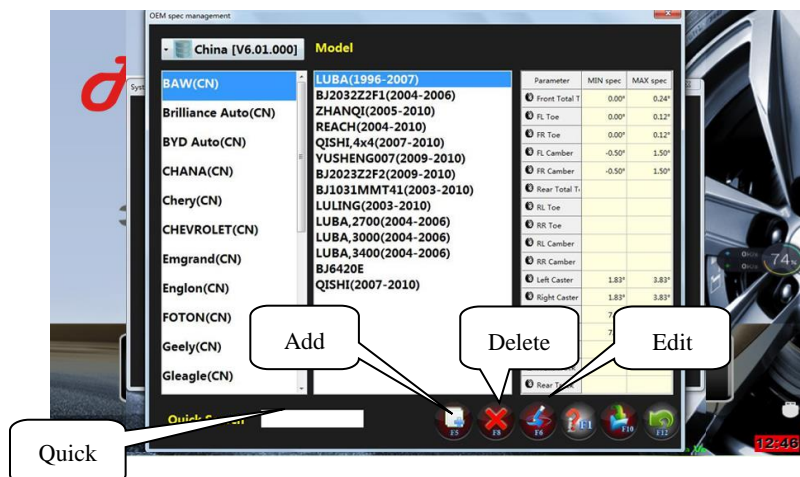 OEM spec management
China [V6.01.000]
Model
BAW(CN)
Brilliance Auto(CN)
BYD Auto(CN)
CHANA(CN)
Chery(CN)
CHEVROLET(CN)
Emgrand(CN)
Englon(CN)
FOTON(CN)
Geely(CN)
Gleagle(CN)
LUBA(1996-2007)
BJ2032Z2F1(2004-2006)
ZHANQI(2005-2010)
REACH(2004-2010)
QISHI,4x4(2007-2010)
YUSHENG007(2009-2010)
BJ2023Z2F2(2009-2010)
BJ1031MMT41(2003-2010)
LULING(2003-2010)
LUBA,2700(2004-2006)
LUBA,3000(2004-2006)
LUBA,3400(2004-2006)
BJ6420E
QISHI(2007-2010)
Parameter MIN spec MAX spec
Front Total T 0.00° 0.24°
FL Toe 0.00° 0.12°
FR Toe 0.00° 0.12°
FL Camber -0.50° 1.50°
FR Camber -0.50° 1.50°
Rear Total T
RL Toe
RR Toe
RL Camber
RR Camber
Left Caster 1.83° 3.83°
Right Caster 1.83° 3.83°
Rear
Add
Delete
Edit
Quick
F5
F8
F6
F1
F10
F12
74%
12:46